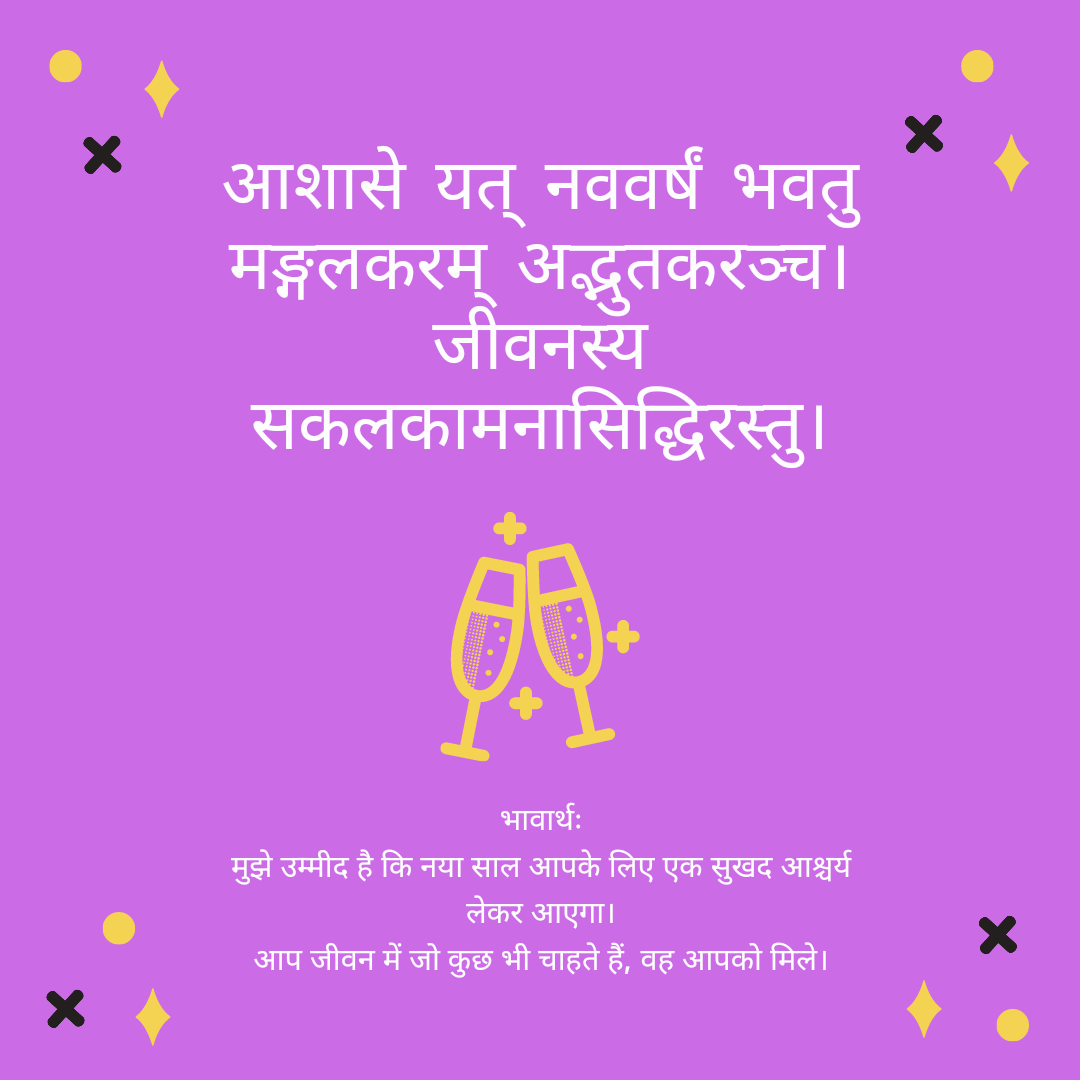 आशासे यत् नववर्षं भवतु
मङ्गलकरम् अद्भुतकरञ्च।
जीवनस्य
सकलकामनासिद्धिरस्तु।
भावार्थः
मुझे उम्मीद है कि नया साल आपके लिए एक सुखद आश्चर्य
लेकर आएगा।
आप जीवन में जो कुछ भी चाहते हैं, वह आपको मिले।